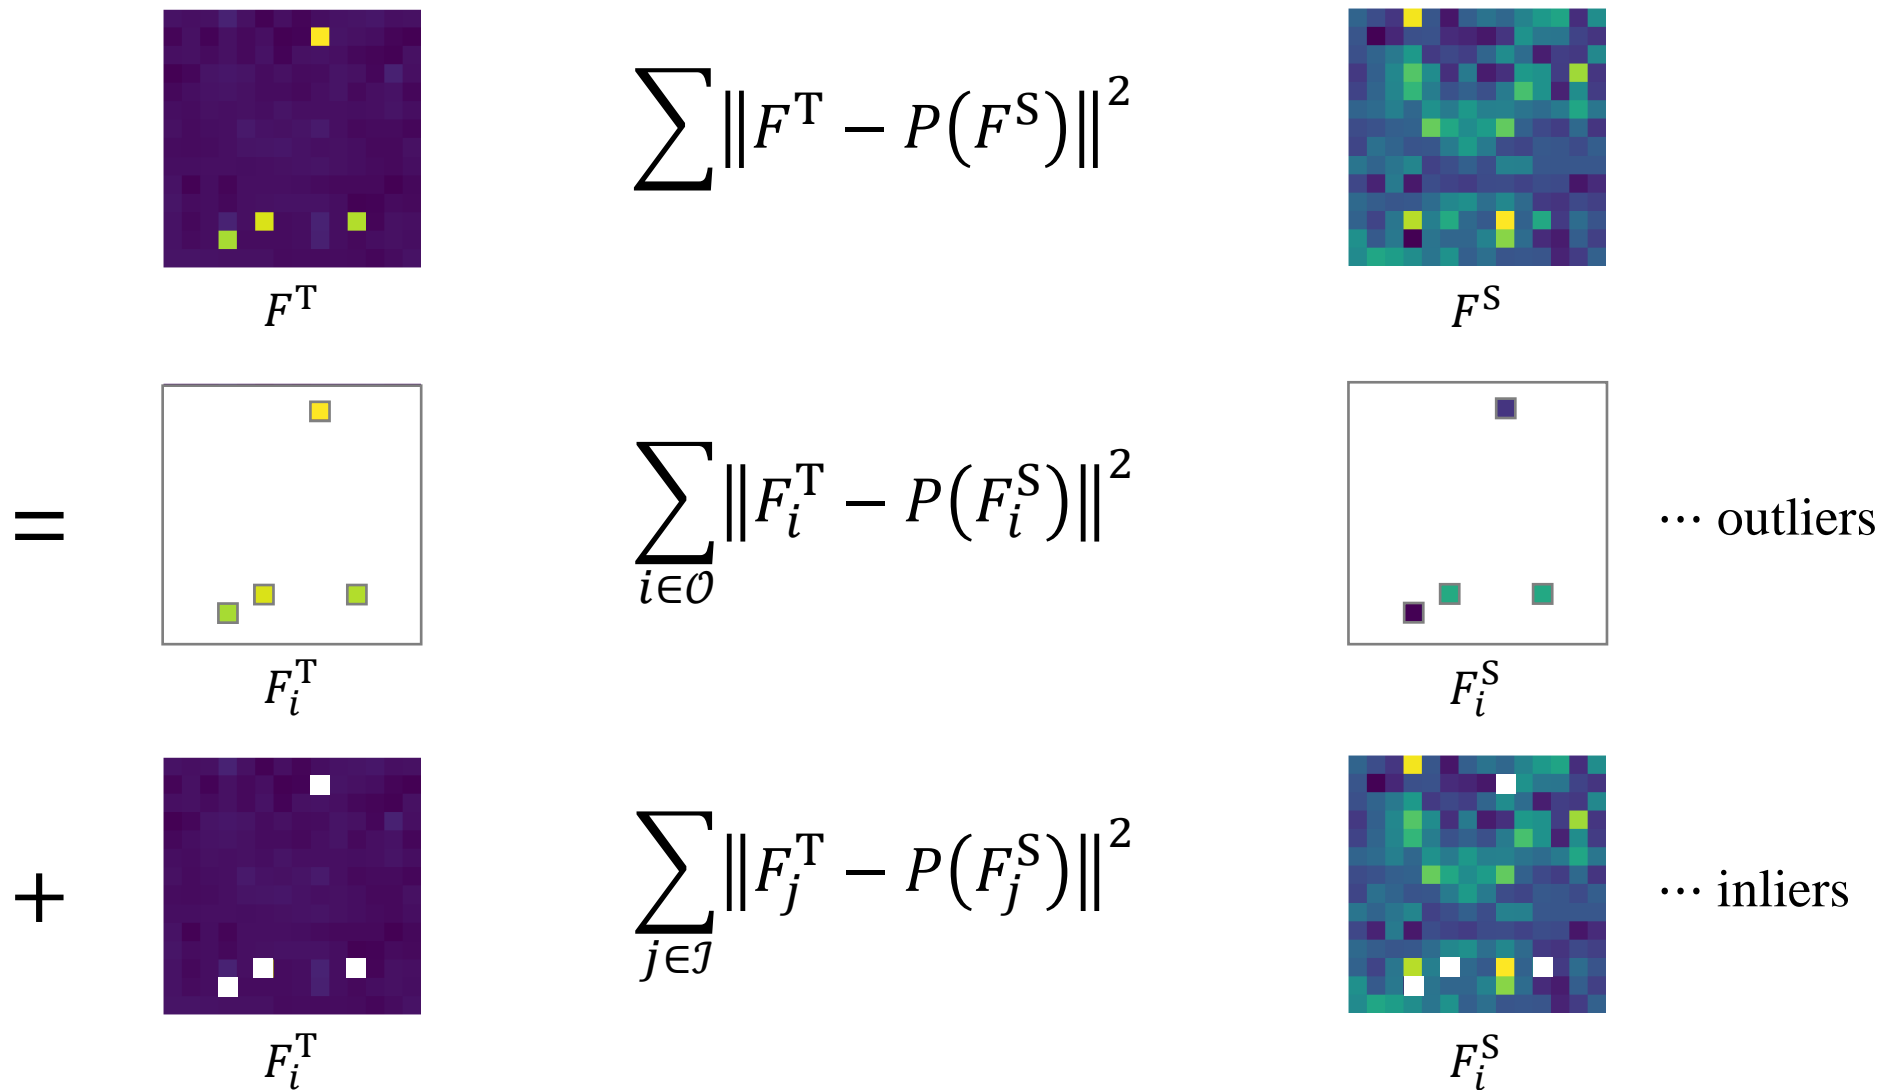 ∑‖F^T − P(F^S)‖^2
F^T
F^S
=
∑_{i∈𝒪}‖F_i^T − P(F_i^S)‖^2
··· outliers
F_i^T
F_i^S
+
∑_{j∈ℐ}‖F_j^T − P(F_j^S)‖^2
··· inliers
F_i^T
F_i^S